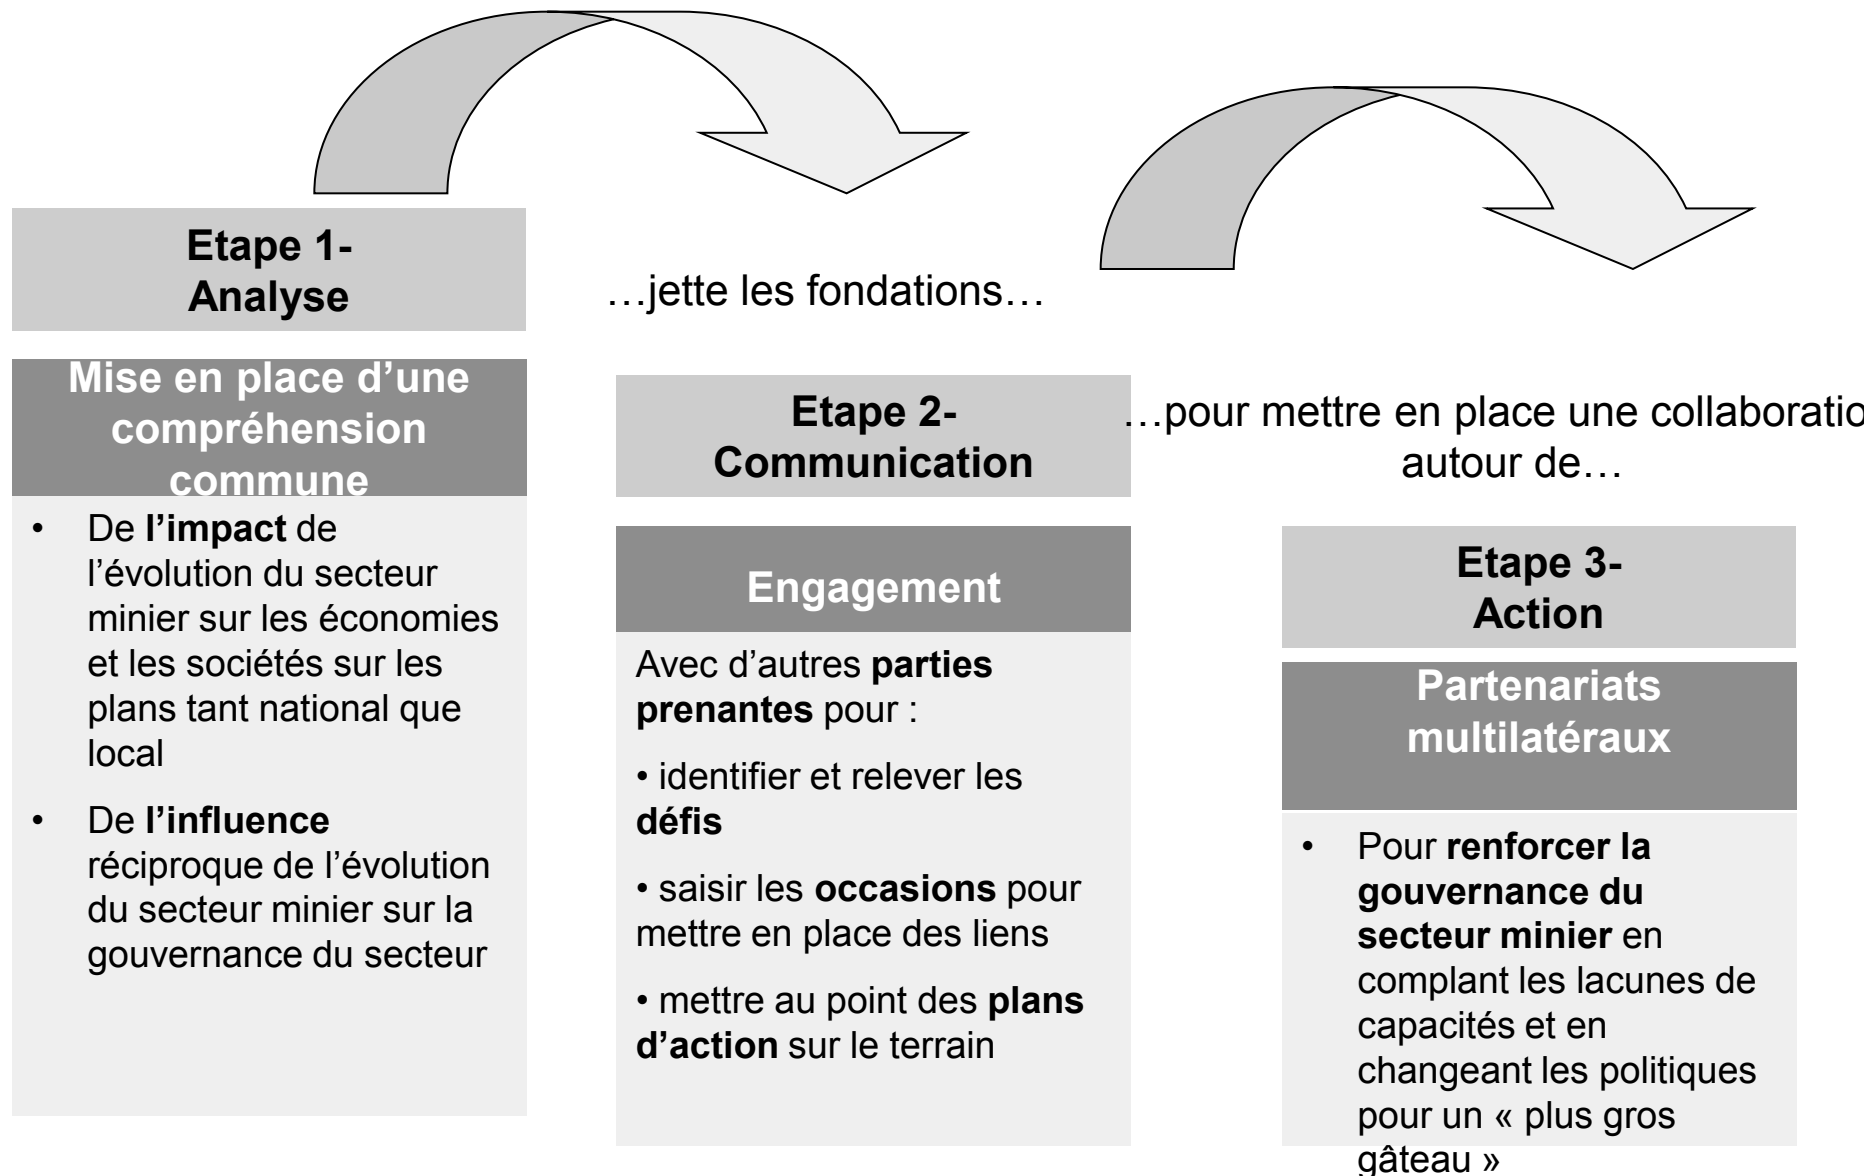 Etape 1-
Analyse
Mise en place d’une
compréhension
commune
• De l’impact de
l’évolution du secteur
minier sur les économies
et les sociétés sur les
plans tant national que
local
• De l’influence
réciproque de l’évolution
du secteur minier sur la
gouvernance du secteur
…jette les fondations…
Etape 2-
Communication
Engagement
Avec d’autres parties
prenantes pour :
• identifier et relever les
défis
• saisir les occasions pour
mettre en place des liens
• mettre au point des plans
d’action sur le terrain
…pour mettre en place une collaboratio
autour de…
Etape 3-
Action
Partenariats
multilatéraux
• Pour renforcer la
gouvernance du
secteur minier en
complant les lacunes de
capacités et en
changeant les politiques
pour un « plus gros
gâteau »